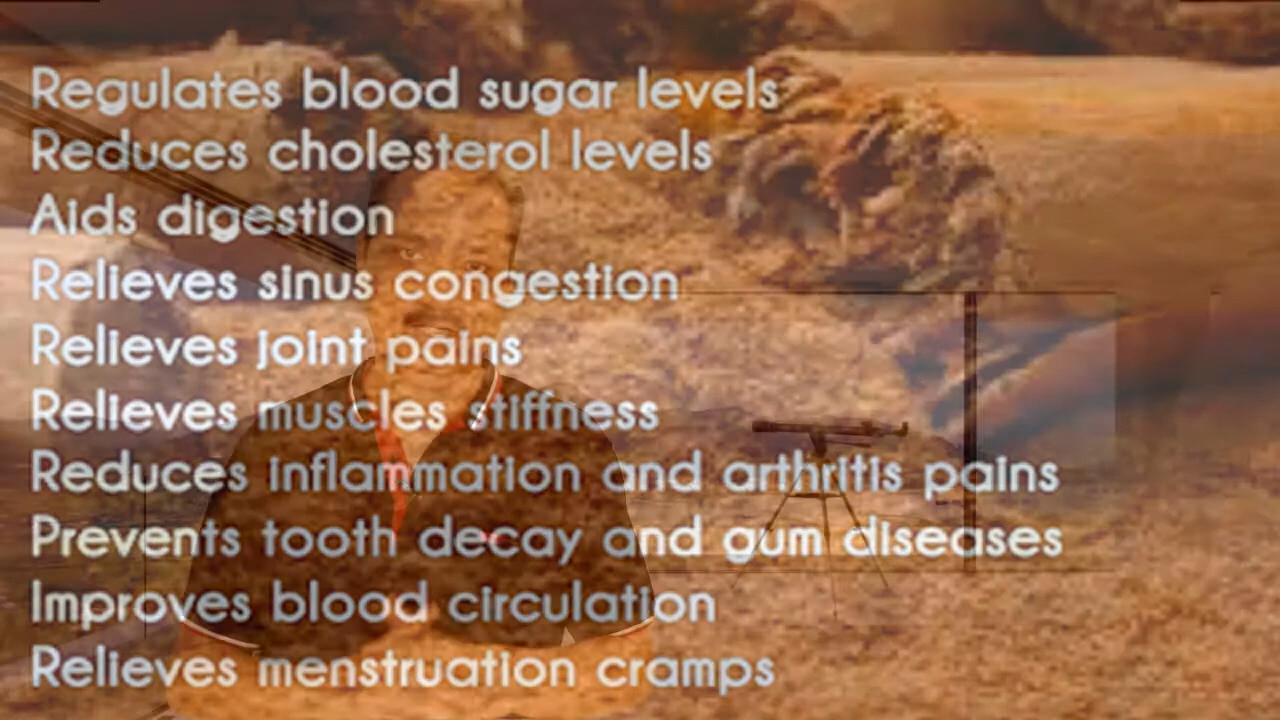 Regulates blood sugar levels
Reduces cholesterol levels
Aids digestion
Relieves sinus congestion
Relieves joint pains
Relieves muscles stiffness
Reduces inflammation and arthritis pains
Prevents tooth decay and gum diseases
Improves blood circulation
Relieves menstruation cramps